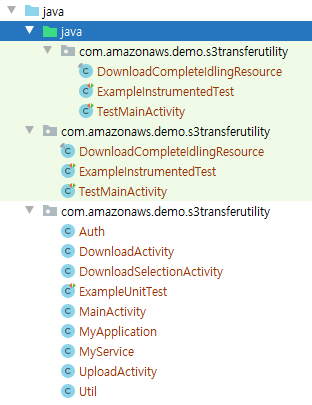 java
java
com.amazonaws.demo.s3transferutility
DownloadCompleteIdlingResource
ExampleInstrumentedTest
TestMainActivity
com.amazonaws.demo.s3transferutility
DownloadCompleteIdlingResource
ExampleInstrumentedTest
TestMainActivity
com.amazonaws.demo.s3transferutility
Auth
DownloadActivity
DownloadSelectionActivity
ExampleUnitTest
MainActivity
MyApplication
MyService
UploadActivity
Util